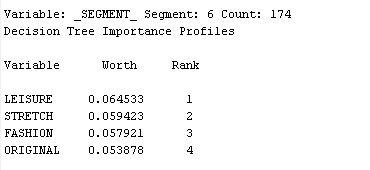 Variable: _SEGMENT_ Segment: 6 Count: 174
Decision Tree Importance Profiles
Variable Worth Rank
LEISURE 0.064533 1
STRETCH 0.059423 2
FASHION 0.057921 3
ORIGINAL 0.053878 4